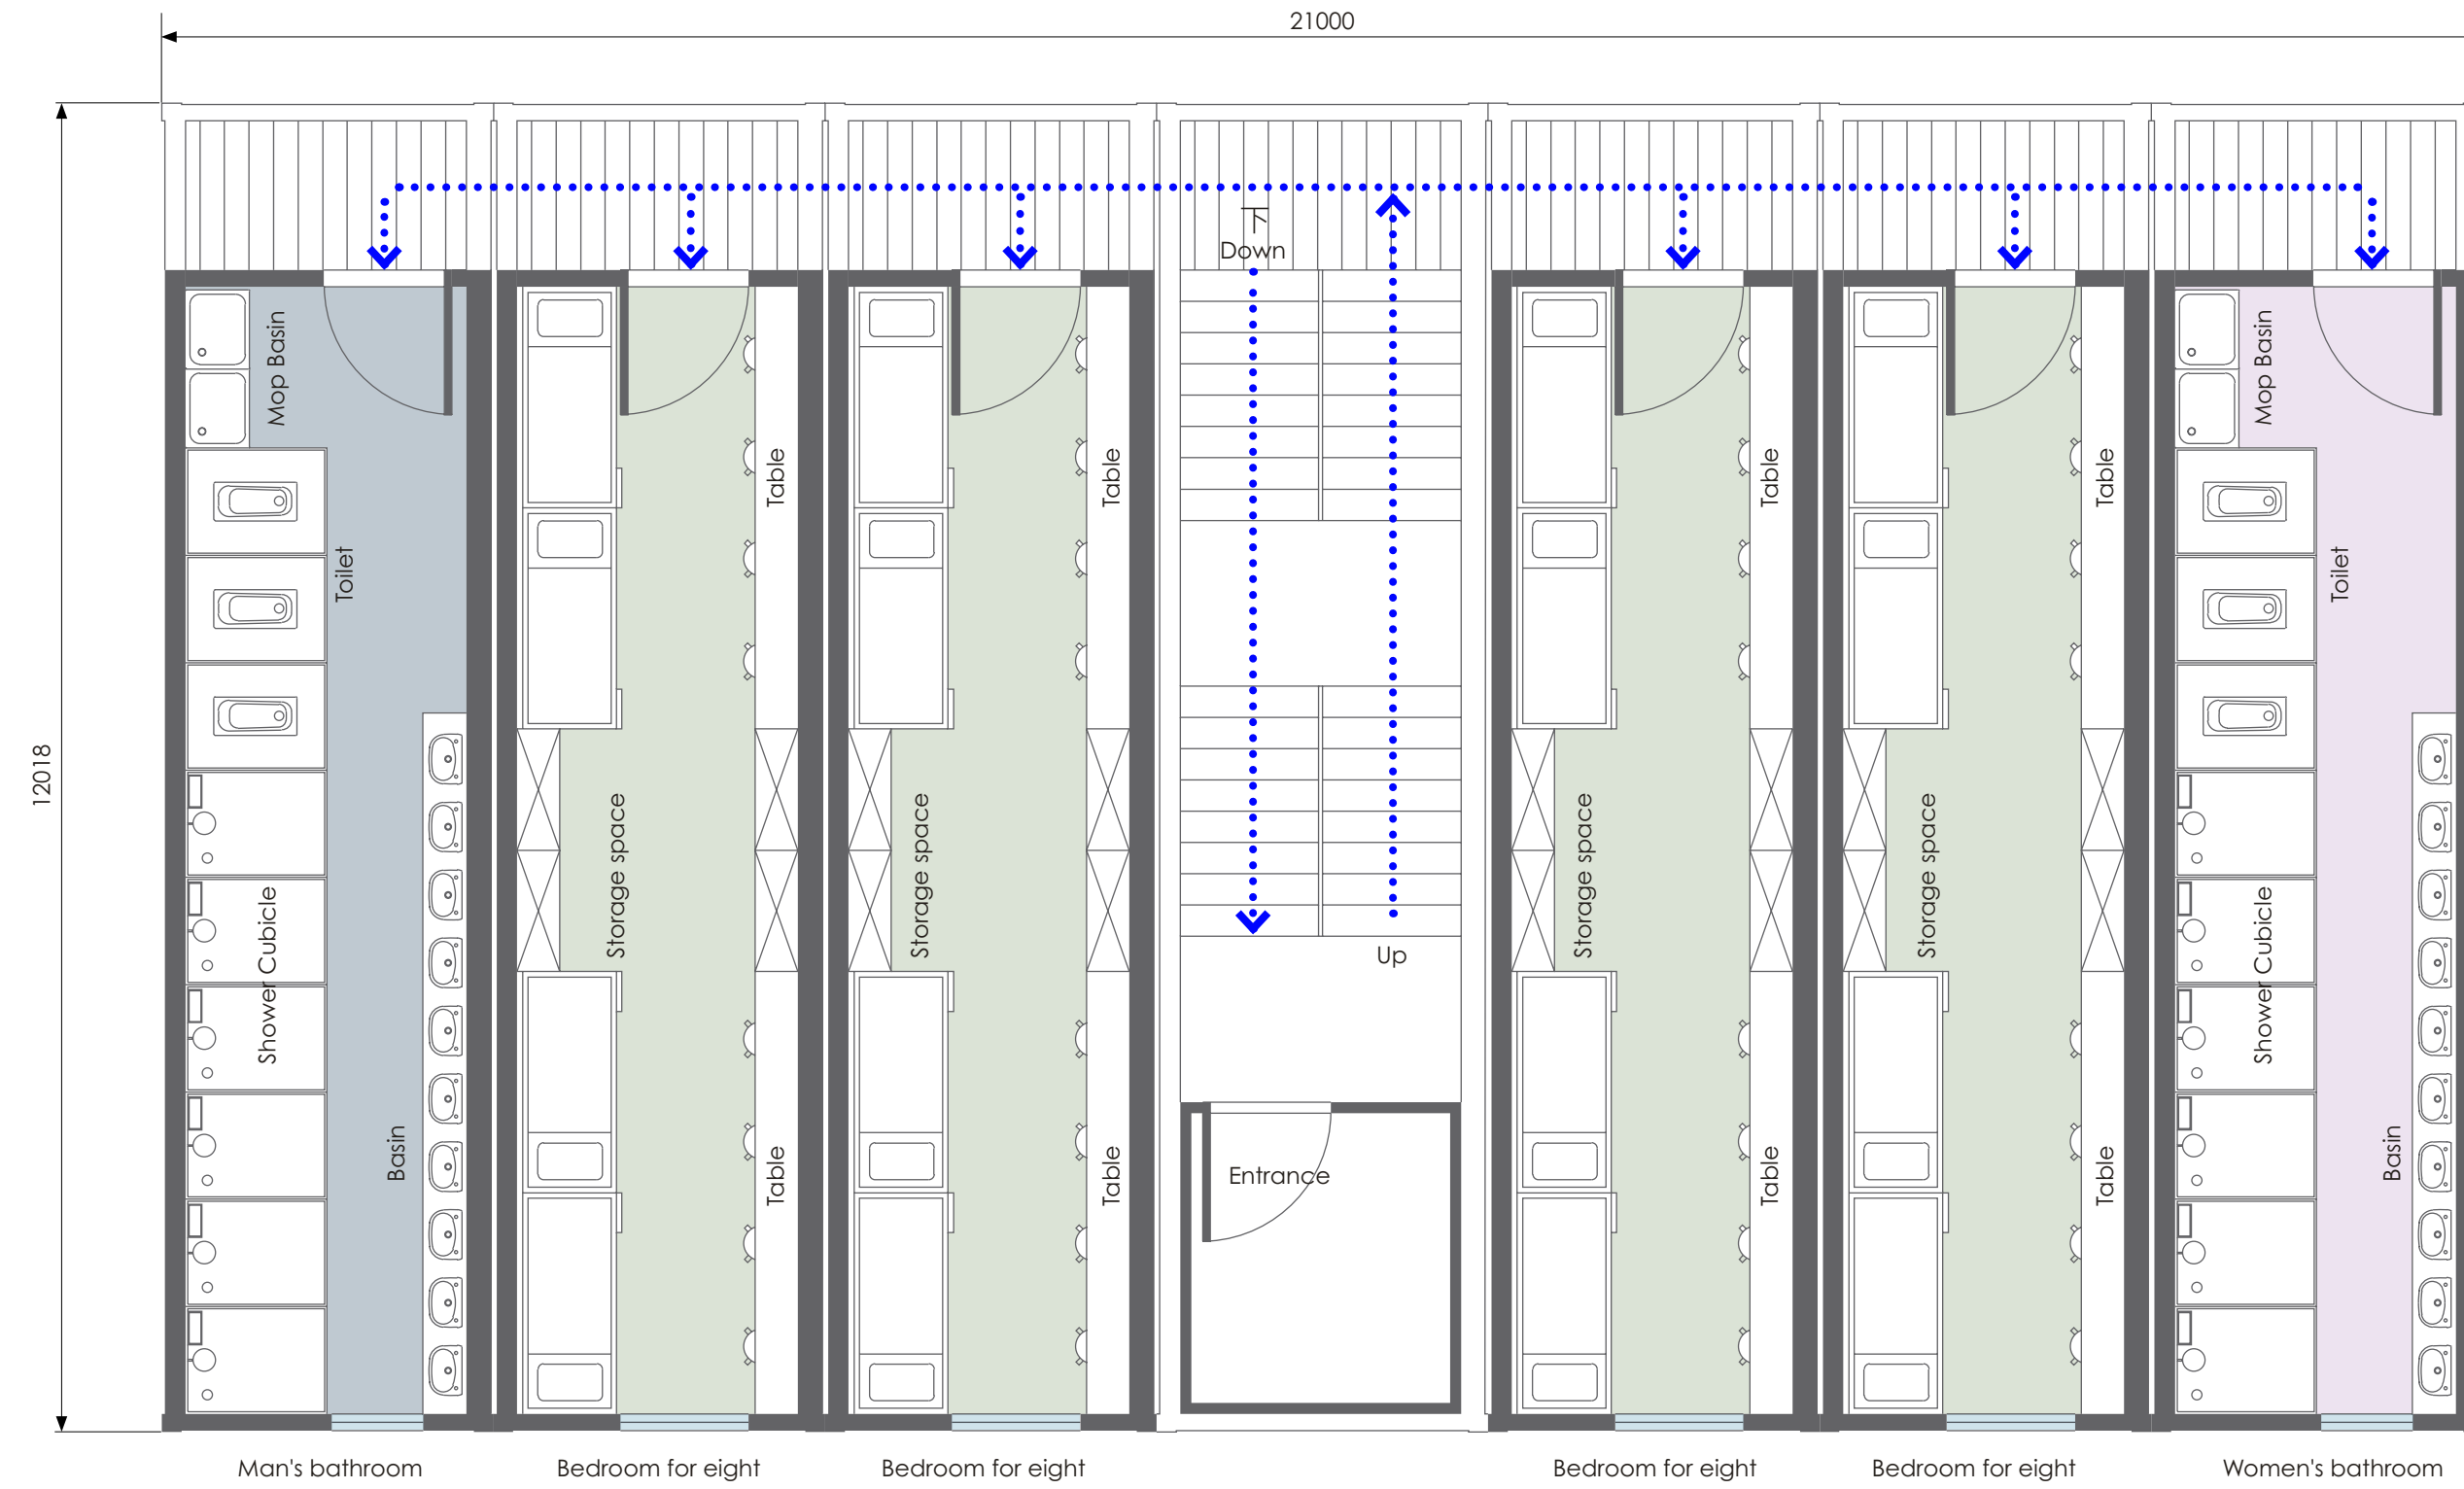 21000
12018
下
Down
Mop Basin
Mop Basin
Table
Table
Table
Table
Toilet
Toilet
Storage space
Storage space
Storage space
Storage space
Shower Cubicle
Shower Cubicle
Up
Basin
Table
Table
Entrance
Table
Table
Basin
Man's bathroom
Bedroom for eight
Bedroom for eight
Bedroom for eight
Bedroom for eight
Women's bathroom